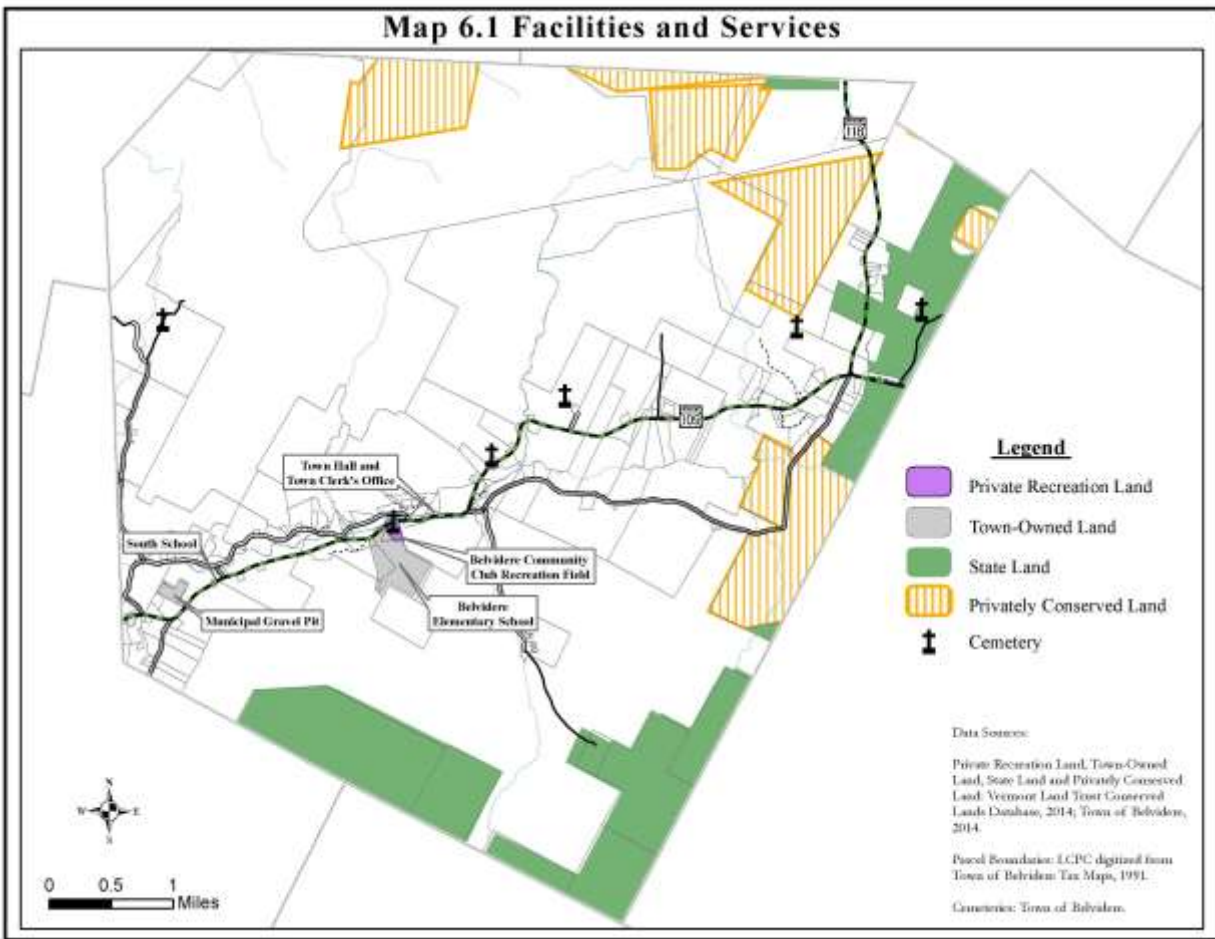 Map 6.1 Facilities and Services
118
109
Town Hall and
Town Clerk's Office
South School
Belvidere Community
Club Recreation Field
Belvidere
Elementary School
Municipal Gravel Pit
Legend
Private Recreation Land
Town-Owned Land
State Land
Privately Conserved Land
Cemetery
Data Sources:
Private Recreation Land, Town-Owned
Land, State Land and Privately Conserved
Land: Vermont Land Trust Conserved
Lands Database, 2014; Town of Belvidere,
2014.
Parcel Boundaries: LCPC digitized from
Town of Belvidere Tax Maps, 1991.
Cemeteries: Town of Belvidere.
N
W E
S
0 0.5 1
Miles